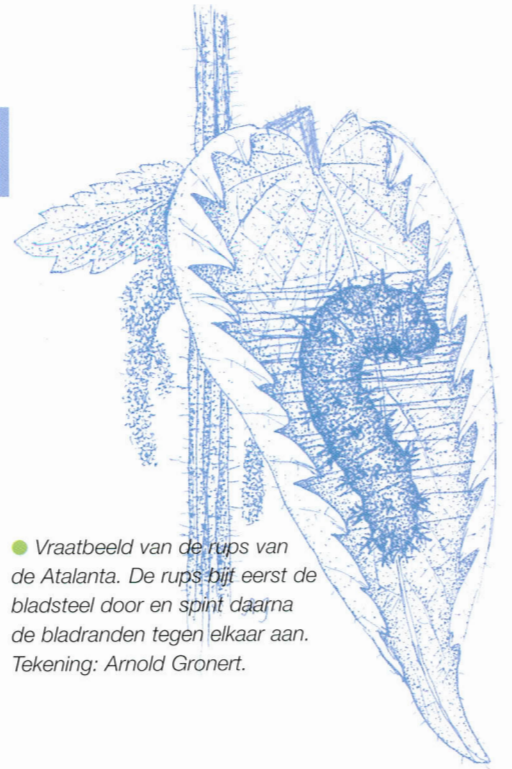 Vraatbeeld van de rups van
de Atalanta. De rups bijt eerst de
bladsteel door en spint daarna
de bladranden tegen elkaar aan.
Tekening: Arnold Gronert.